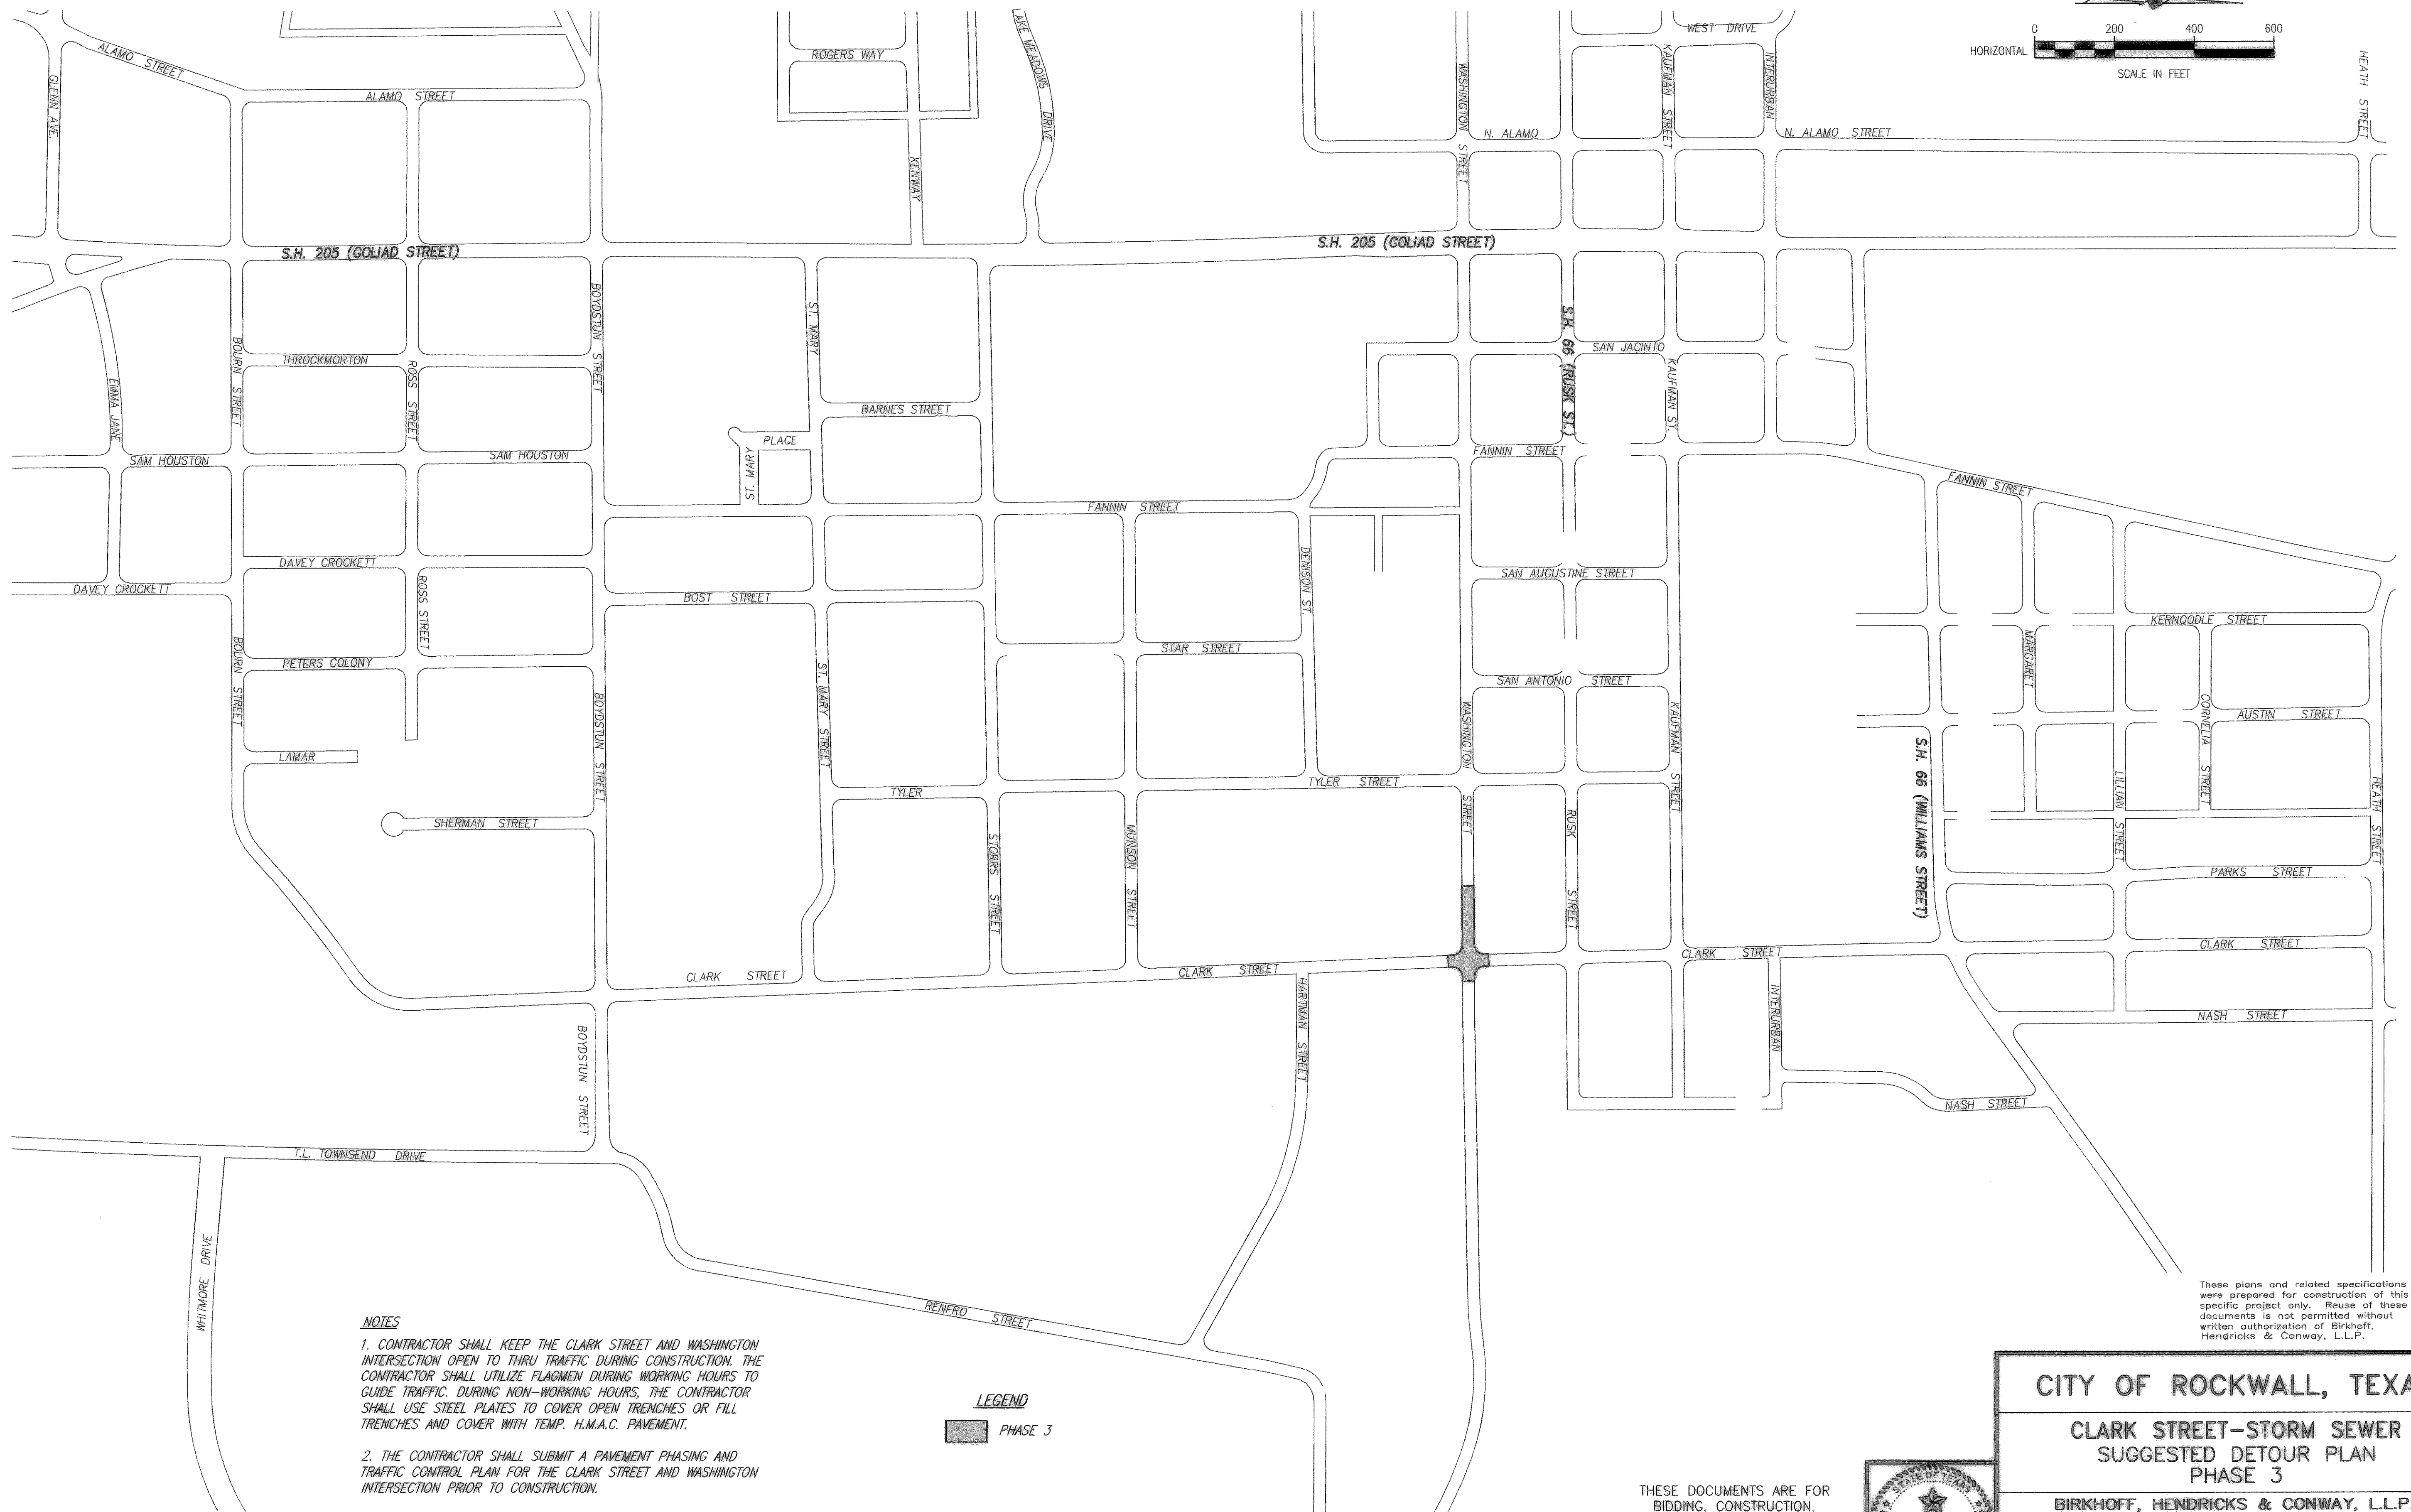 WEST DRIVE
0 200 400 600
HORIZONTAL
SCALE IN FEET
ALAMO STREET
GLENN AVE.
ALAMO STREET
ROGERS WAY
LAKE MEADOWS DRIVE
KENWAY
WASHINGTON STREET
KAUFMAN STREET
INTERURBAN
N. ALAMO
N. ALAMO STREET
HEATH STREET
S.H. 205 (GOLIAD STREET)
S.H. 205 (GOLIAD STREET)
BOYDSTUN STREET
ST. MARY
S.H. 66 (RUSK ST.)
SAN JACINTO
KAUFMAN ST.
BOURN STREET
THROCKMORTON
ROSS STREET
EMMA JANE
BARNES STREET
PLACE
ST. MARY
SAM HOUSTON
SAM HOUSTON
FANNIN STREET
FANNIN STREET
FANNIN STREET
DENISON ST.
DAVEY CROCKETT
DAVEY CROCKETT
ROSS STREET
BOST STREET
SAN AUGUSTINE STREET
KERNOODLE STREET
MARGARET
BOURN STREET
PETERS COLONY
STAR STREET
SAN ANTONIO STREET
ST. MARY STREET
BOYDSTUN STREET
WASHINGTON STREET
KAUFMAN STREET
CORNELIA STREET
AUSTIN STREET
S.H. 66 (WILLIAMS STREET)
LAMAR
TYLER
TYLER STREET
LILLIAN STREET
HEATH STREET
SHERMAN STREET
STORRS STREET
MUNSON STREET
RUSK STREET
PARKS STREET
CLARK STREET
CLARK STREET
CLARK STREET
CLARK STREET
HARTMAN STREET
INTERURBAN
NASH STREET
BOYDSTUN STREET
NASH STREET
T.L. TOWNSEND DRIVE
WHITMORE DRIVE
RENFRO STREET
NOTES
1. CONTRACTOR SHALL KEEP THE CLARK STREET AND WASHINGTON
INTERSECTION OPEN TO THRU TRAFFIC DURING CONSTRUCTION. THE
CONTRACTOR SHALL UTILIZE FLAGMEN DURING WORKING HOURS TO
GUIDE TRAFFIC. DURING NON-WORKING HOURS, THE CONTRACTOR
SHALL USE STEEL PLATES TO COVER OPEN TRENCHES OR FILL
TRENCHES AND COVER WITH TEMP. H.M.A.C. PAVEMENT.
2. THE CONTRACTOR SHALL SUBMIT A PAVEMENT PHASING AND
TRAFFIC CONTROL PLAN FOR THE CLARK STREET AND WASHINGTON
INTERSECTION PRIOR TO CONSTRUCTION.
LEGEND
PHASE 3
These plans and related specifications
were prepared for construction of this
specific project only. Reuse of these
documents is not permitted without
written authorization of Birkhoff,
Hendricks & Conway, L.L.P.
CITY OF ROCKWALL, TEXA
CLARK STREET-STORM SEWER
SUGGESTED DETOUR PLAN
PHASE 3
BIRKHOFF, HENDRICKS & CONWAY, L.L.P
THESE DOCUMENTS ARE FOR
BIDDING, CONSTRUCTION,
STATE OF TEXAS